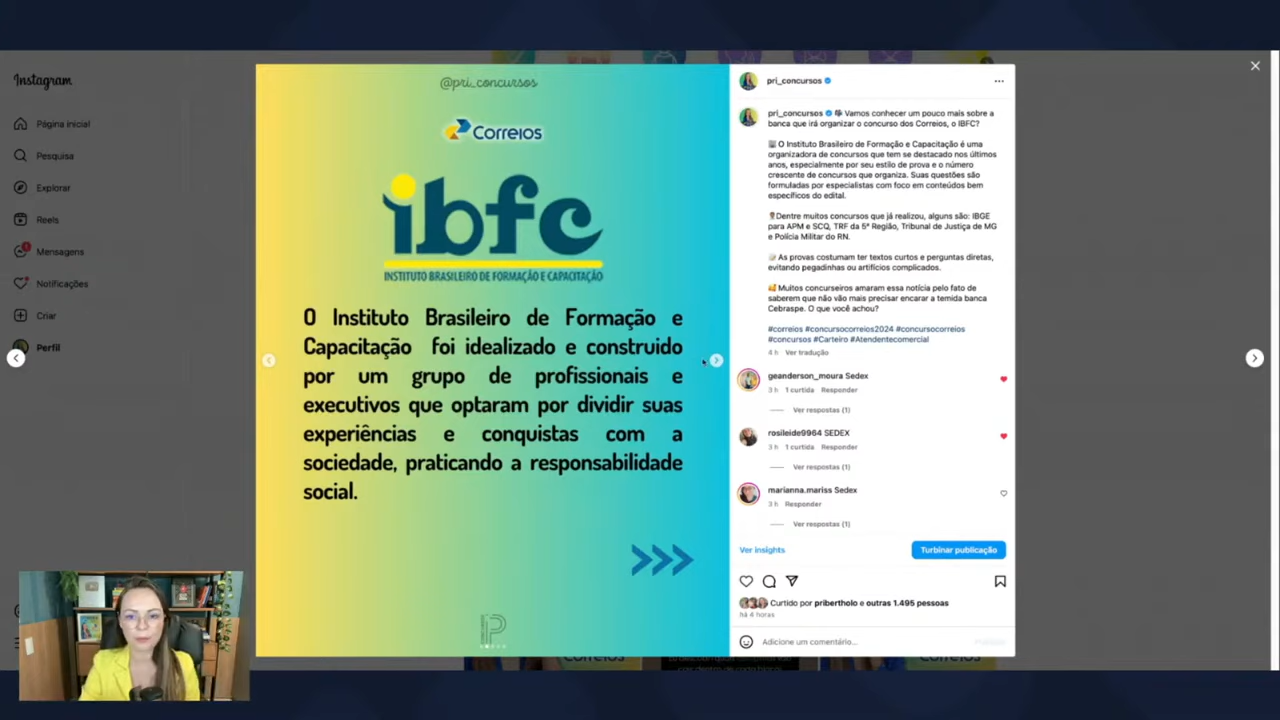 Instagram
Página inicial
Pesquisa
Explorar
Reels
1
Mensagens
Notificações
Criar
Perfil
@pri_concursos
Correios
ibfc
INSTITUTO BRASILEIRO DE FORMAÇÃO E CAPACITAÇÃO
O Instituto Brasileiro de Formação e
Capacitação foi idealizado e construido
por um grupo de profissionais e
executivos que optaram por dividir suas
experiências e conquistas com a
sociedade, praticando a responsabilidade
social.
pri_concursos
pri_concursos Vamos conhecer um pouco mais sobre a
banca que irá organizar o concurso dos Correios, o IBFC?
O Instituto Brasileiro de Formação e Capacitação é uma
organizadora de concursos que tem se destacado nos últimos
anos, especialmente por seu estilo de prova e o número
crescente de concursos que organiza. Suas questões são
formuladas por especialistas com foco em conteúdos bem
específicos do edital.
Dentre muitos concursos que já realizou, alguns são: IBGE
para APM e SCQ, TRF da 5ª Região, Tribunal de Justiça de MG
e Polícia Militar do RN.
As provas costumam ter textos curtos e perguntas diretas,
evitando pegadinhas ou artifícios complicados.
Muitos concurseiros amaram essa notícia pelo fato de
saberem que não vão mais precisar encarar a temida banca
Cebraspe. O que você achou?
#correios #concursocorreios2024 #concursocorreios
#concursos #Carteiro #Atendentecomercial
4 h Ver tradução
geanderson_moura Sedex
3 h 1 curtida Responder
Ver respostas (1)
rosileide9964 SEDEX
3 h 1 curtida Responder
Ver respostas (1)
marianna.mariss Sedex
3 h Responder
Ver respostas (1)
Ver insights
Turbinar publicação
Curtido por pribertholo e outras 1.495 pessoas
há 4 horas
Adicione um comentário...